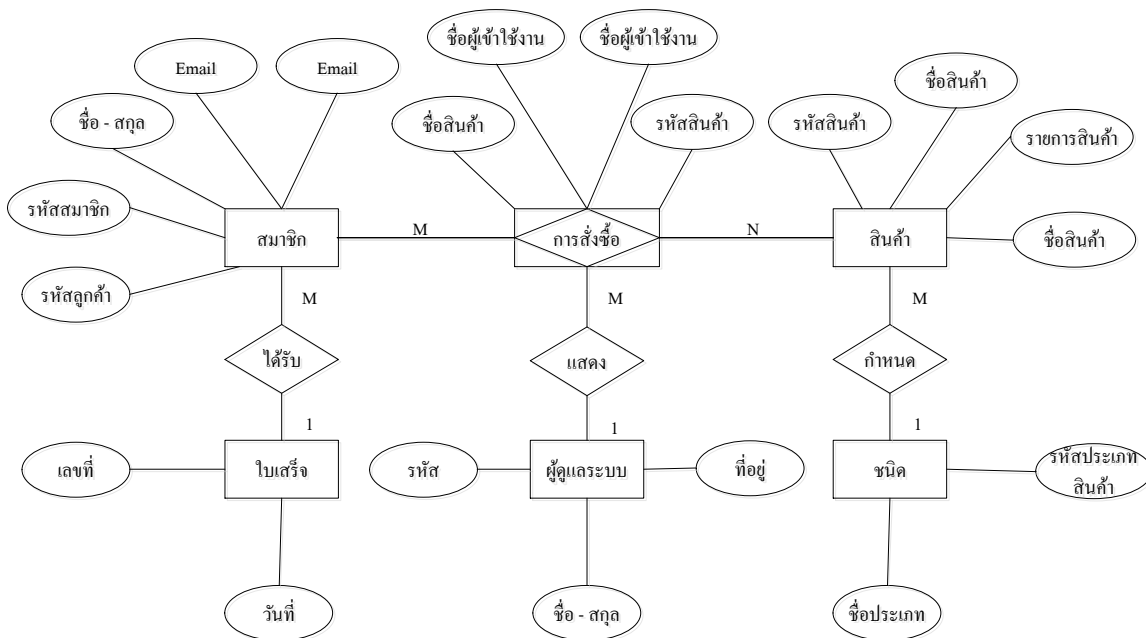 ชื่อผู้เข้าใช้งาน
ชื่อผู้เข้าใช้งาน
Email
Email
ชื่อสินค้า
ชื่อ - สกุล
ชื่อสินค้า
รหัสสินค้า
รหัสสินค้า
รายการสินค้า
รหัสสมาชิก
สมาชิก
M
การสั่งซื้อ
N
สินค้า
ชื่อสินค้า
รหัสลูกค้า
M
M
M
ได้รับ
แสดง
กำหนด
1
1
1
เลขที่
ใบเสร็จ
รหัส
ผู้ดูแลระบบ
ที่อยู่
ชนิด
รหัสประเภท
สินค้า
วันที่
ชื่อ - สกุล
ชื่อประเภท